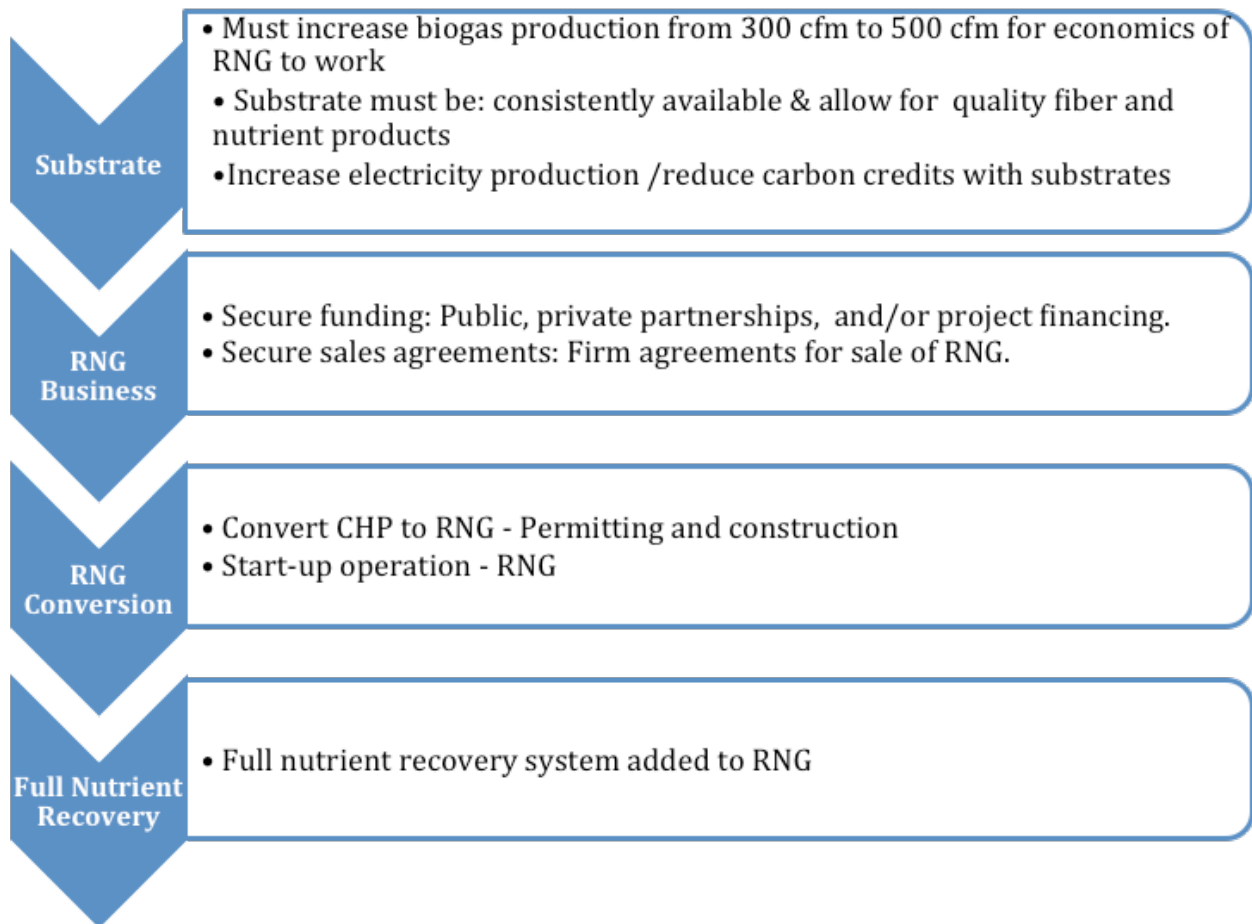 • Must increase biogas production from 300 cfm to 500 cfm for economics of
RNG to work
• Substrate must be: consistently available & allow for quality fiber and
nutrient products
•Increase electricity production /reduce carbon credits with substrates
Substrate
• Secure funding: Public, private partnerships, and/or project financing.
• Secure sales agreements: Firm agreements for sale of RNG.
RNG
Business
• Convert CHP to RNG - Permitting and construction
• Start-up operation - RNG
RNG
Conversion
• Full nutrient recovery system added to RNG
Full Nutrient
Recovery